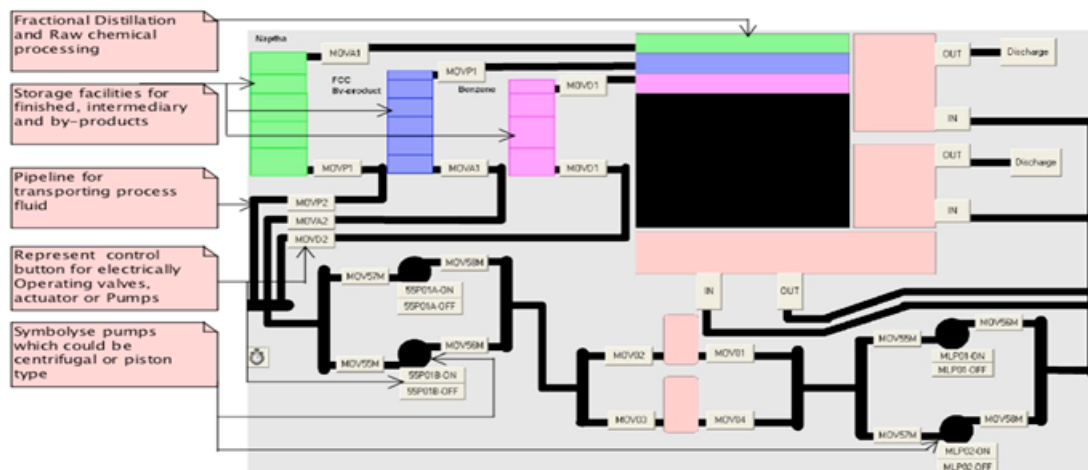 Fractional Distillation
and Raw chemical
processing
Storage facilities for
finished, intermediary
and by-products
Pipeline for
transporting process
fluid
Represent control
button for electrically
Operating valves,
actuator or Pumps
Symbolyse pumps
which could be
centrifugal or piston
type
Naptha
MOVA1
FCC
By-product
MOVP1
Benzene
MOVD1
OUT
Discharge
IN
OUT
Discharge
IN
MOVP1
MOVA1
MOVD1
MOVP2
MOVA2
MOVD2
MOV57M
MOV58M
55P01A-ON
55P01A-OFF
MOV55M
MOV56M
55P01B-ON
55P01B-OFF
IN
OUT
MOV02
MOV01
MOV03
MOV04
MOV55M
MOV56M
MLP01-ON
MLP01-OFF
MOV57M
MOV58M
MLP02-ON
MLP02-OFF